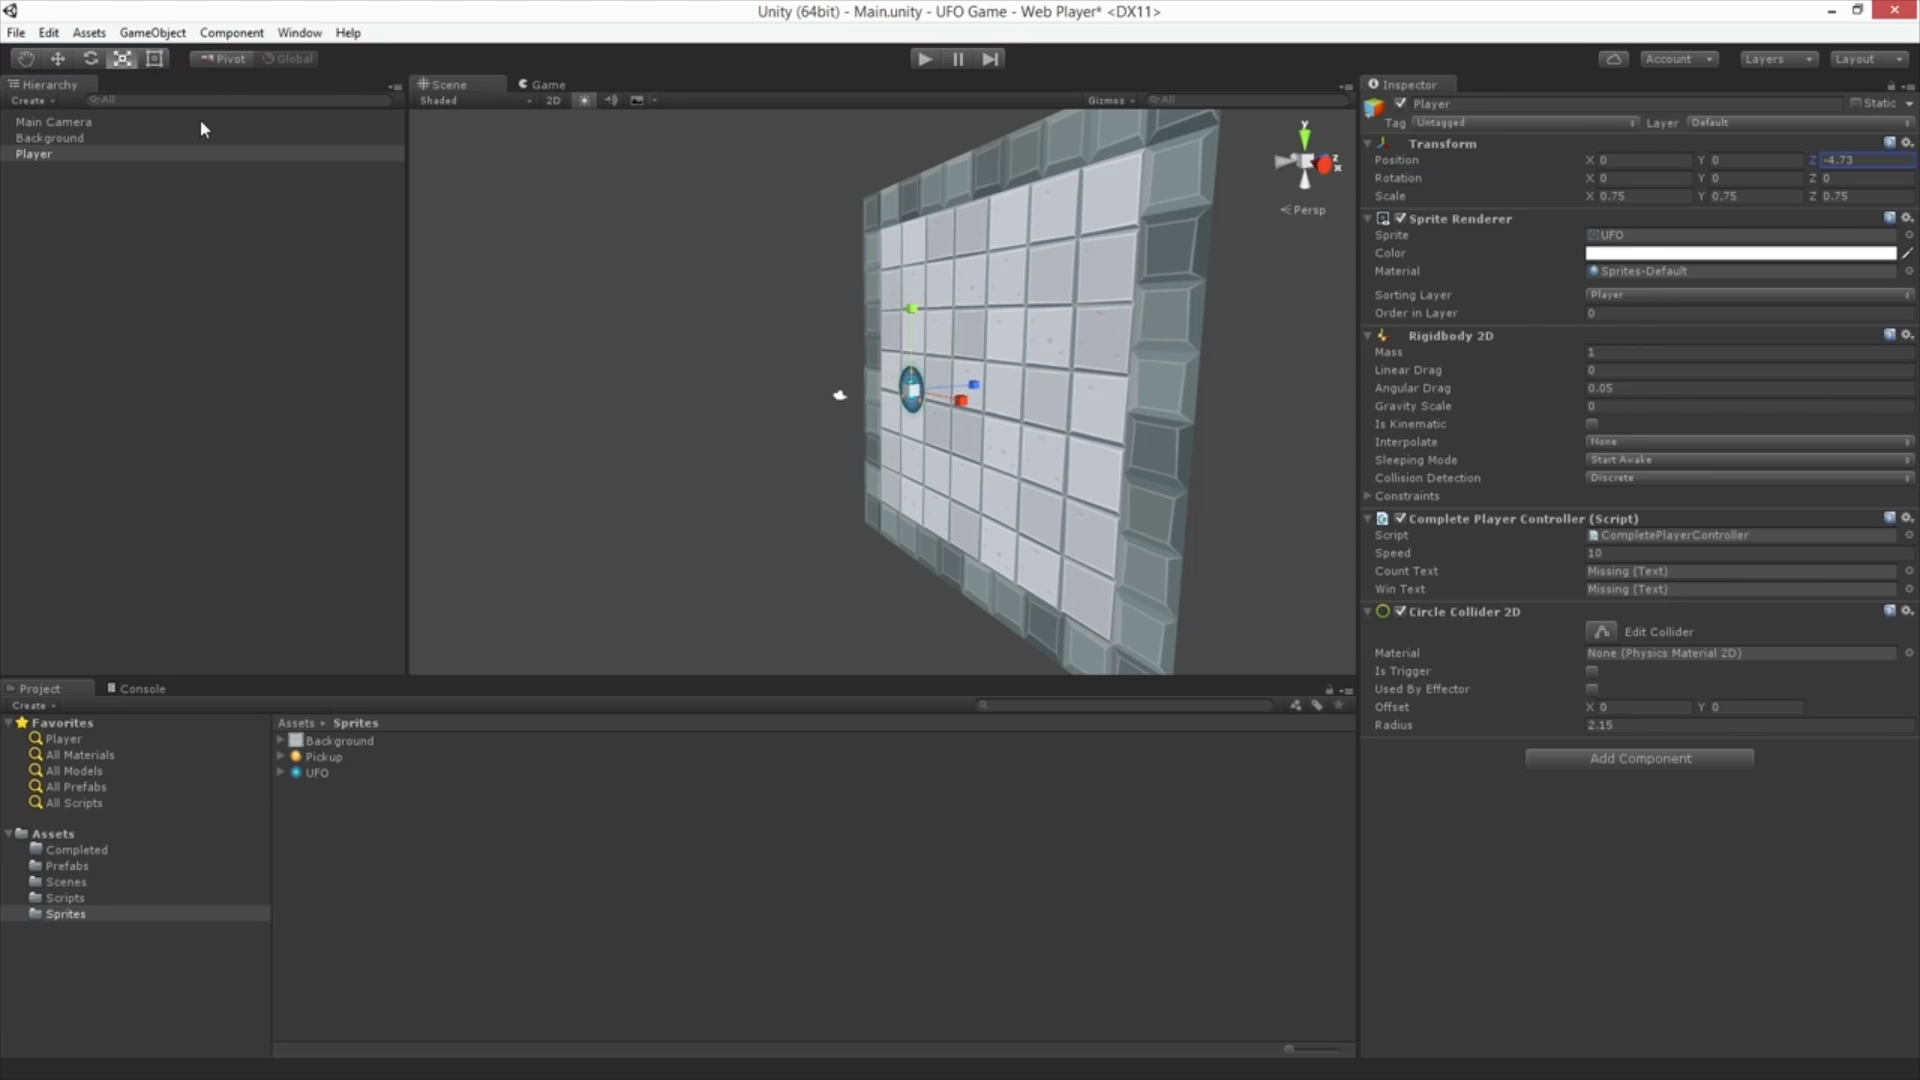 Unity (64bit) - Main.unity - UFO Game - Web Player* <DX11>
File Edit Assets GameObject Component Window Help
Pivot Global Account Layers Layout
Hierarchy
Create All
Main Camera
Background
Player
Scene Game
Shaded 2D Gizmos All
y
z
x
Persp
Inspector
Player Static
Tag Untagged Layer Default
Transform
Position X 0 Y 0 Z -4.73
Rotation X 0 Y 0 Z 0
Scale X 0.75 Y 0.75 Z 0.75
Sprite Renderer
Sprite UFO
Color
Material Sprites-Default
Sorting Layer Player
Order in Layer 0
Rigidbody 2D
Mass 1
Linear Drag 0
Angular Drag 0.05
Gravity Scale 0
Is Kinematic
Interpolate None
Sleeping Mode Start Awake
Collision Detection Discrete
Constraints
Complete Player Controller (Script)
Script CompletePlayerController
Speed 10
Count Text Missing (Text)
Win Text Missing (Text)
Circle Collider 2D
Edit Collider
Material None (Physics Material 2D)
Is Trigger
Used By Effector
Offset X 0 Y 0
Radius 2.15
Add Component
Project Console
Create
Favorites
Player
All Materials
All Models
All Prefabs
All Scripts
Assets
Completed
Prefabs
Scenes
Scripts
Sprites
Assets Sprites
Background
Pickup
UFO